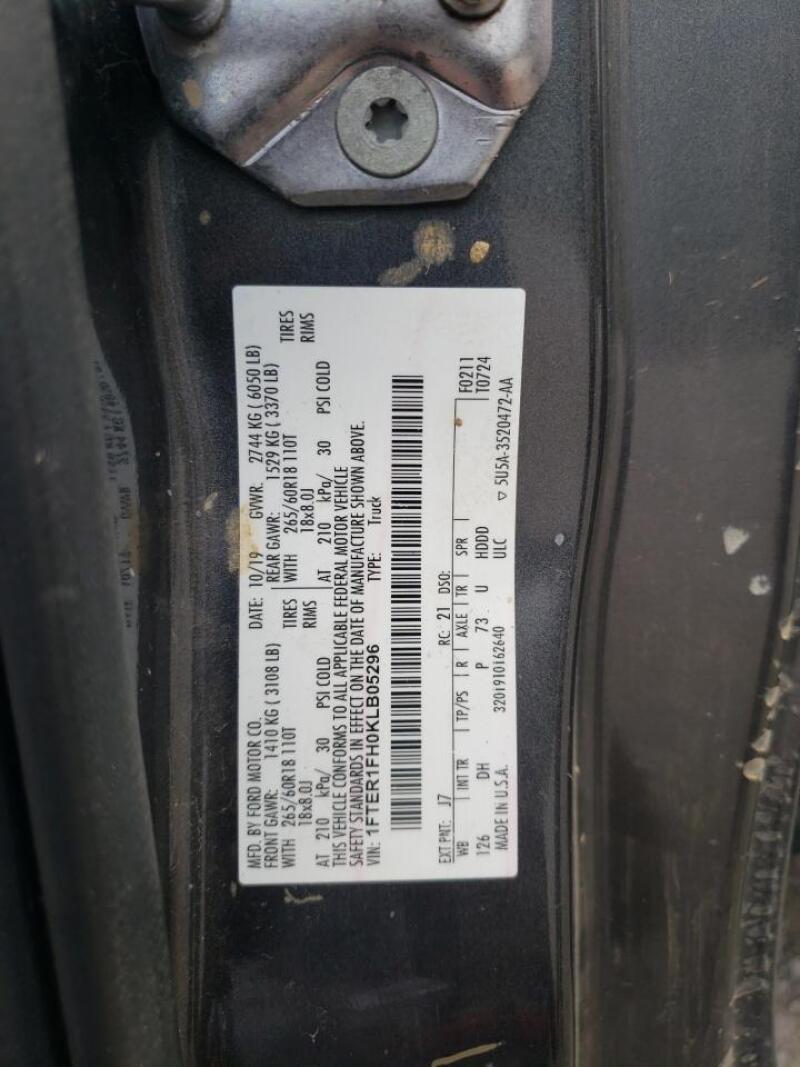 MFD. BY FORD MOTOR CO.
DATE: 10/19 GVWR: 2744 KG ( 6050 LB)
FRONT GAWR: 1410 KG ( 3108 LB)
REAR GAWR: 1529 KG ( 3370 LB)
WITH 265/60R18 110T TIRES
WITH 265/60R18 110T TIRES
18x8.0J RIMS
18x8.0J RIMS
AT 210 kPa/ 30 PSI COLD
AT 210 kPa/ 30 PSI COLD
THIS VEHICLE CONFORMS TO ALL APPLICABLE FEDERAL MOTOR VEHICLE
SAFETY STANDARDS IN EFFECT ON THE DATE OF MANUFACTURE SHOWN ABOVE.
VIN: 1FTER1FH0KLB05296 TYPE: Truck
EXT PNT: J7 RC: 21 DSO:
WB INT TR TP/PS R AXLE TR SPR F0211
T0724
126 DH P 73 U HDDD
MADE IN U.S.A. 3201910162640 ULC ▽ 5U5A-3520472-AA